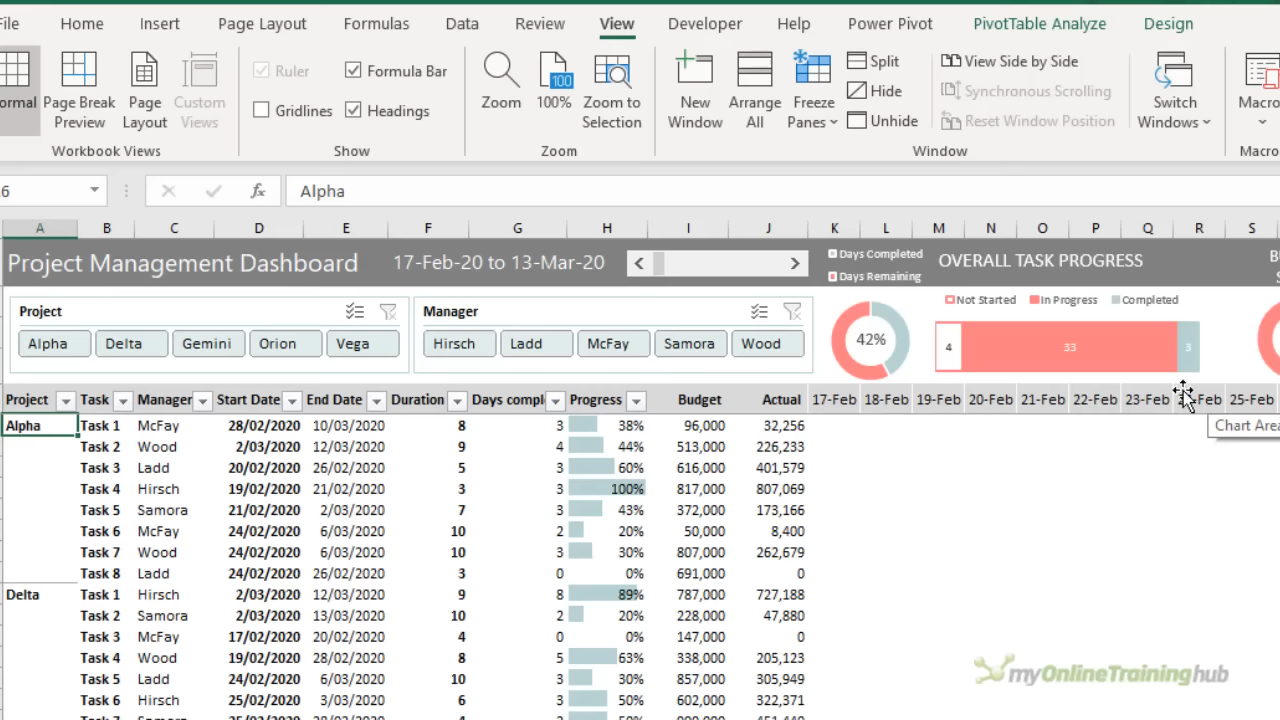 File Home Insert Page Layout Formulas Data Review View Developer Help Power Pivot PivotTable Analyze Design
Normal Page Break Preview Page Layout Custom Views
Workbook Views
Ruler Formula Bar
Gridlines Headings
Show
Zoom 100% Zoom to Selection
Zoom
New Window Arrange All Freeze Panes
Split View Side by Side
Hide Synchronous Scrolling
Unhide Reset Window Position
Window
Switch Windows
Macro
Macro
6 fx Alpha
A B C D E F G H I J K L M N O P Q R S
Project Management Dashboard 17-Feb-20 to 13-Mar-20
Days Completed
Days Remaining
OVERALL TASK PROGRESS
Project
Alpha Delta Gemini Orion Vega
Manager
Hirsch Ladd McFay Samora Wood
42%
Not Started In Progress Completed
4 33 3
Project Task Manager Start Date End Date Duration Days compl Progress Budget Actual 17-Feb 18-Feb 19-Feb 20-Feb 21-Feb 22-Feb 23-Feb 25-Feb
Chart Area
Alpha Task 1 McFay 28/02/2020 10/03/2020 8 3 38% 96,000 32,256
Task 2 Wood 2/03/2020 12/03/2020 9 4 44% 513,000 226,233
Task 3 Ladd 20/02/2020 26/02/2020 5 3 60% 616,000 401,579
Task 4 Hirsch 19/02/2020 21/02/2020 3 3 100% 817,000 807,069
Task 5 Samora 21/02/2020 2/03/2020 7 3 43% 372,000 173,166
Task 6 McFay 24/02/2020 6/03/2020 10 2 20% 50,000 8,400
Task 7 Wood 24/02/2020 6/03/2020 10 3 30% 807,000 262,679
Task 8 Ladd 24/02/2020 26/02/2020 3 0 0% 691,000 0
Delta Task 1 Hirsch 2/03/2020 12/03/2020 9 8 89% 787,000 727,188
Task 2 Samora 2/03/2020 13/03/2020 10 2 20% 228,000 47,880
Task 3 McFay 17/02/2020 20/02/2020 4 0 0% 147,000 0
Task 4 Wood 19/02/2020 28/02/2020 8 5 63% 338,000 205,123
Task 5 Ladd 24/02/2020 6/03/2020 10 3 30% 857,000 305,949
Task 6 Hirsch 25/02/2020 3/03/2020 6 3 50% 602,000 322,371
myOnlineTraininghub